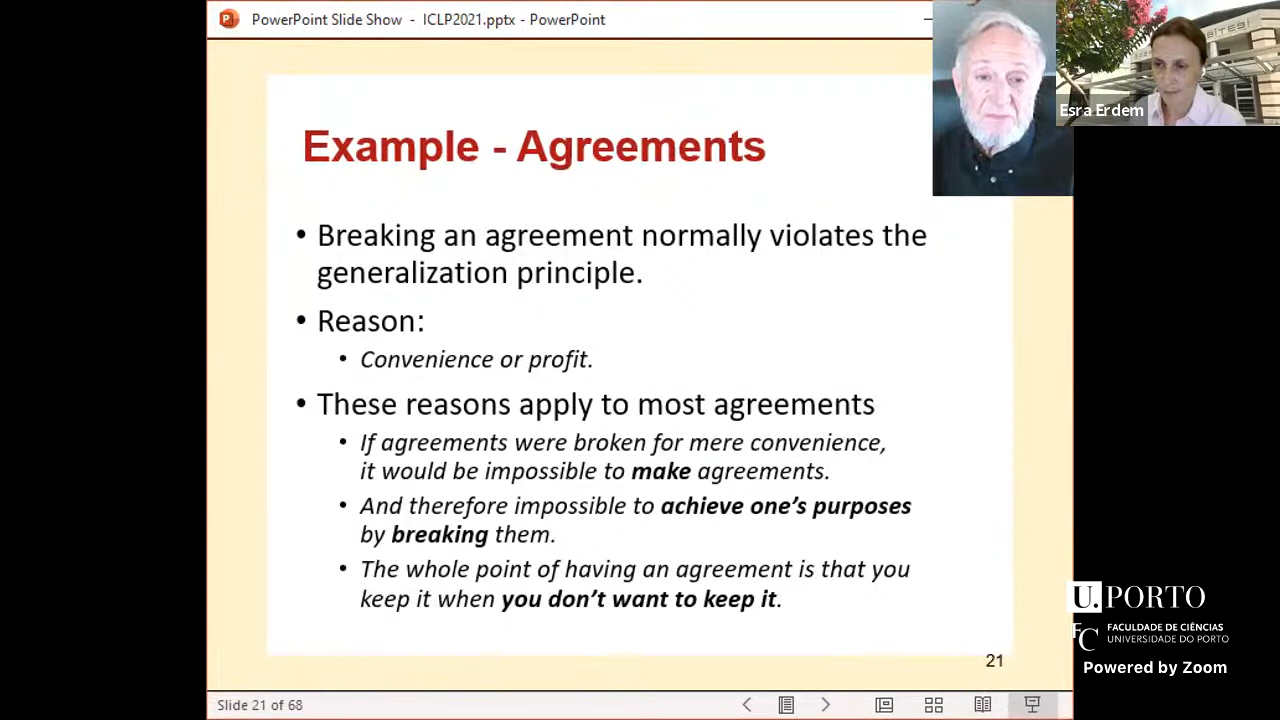 PowerPoint Slide Show - ICLP2021.pptx - PowerPoint
Esra Erdem
Example - Agreements
• Breaking an agreement normally violates the
generalization principle.
• Reason:
• Convenience or profit.
• These reasons apply to most agreements
• If agreements were broken for mere convenience,
it would be impossible to make agreements.
• And therefore impossible to achieve one's purposes
by breaking them.
• The whole point of having an agreement is that you
keep it when you don't want to keep it.
21
Slide 21 of 68
U. PORTO
FC FACULDADE DE CIÊNCIAS
UNIVERSIDADE DO PORTO
Powered by Zoom